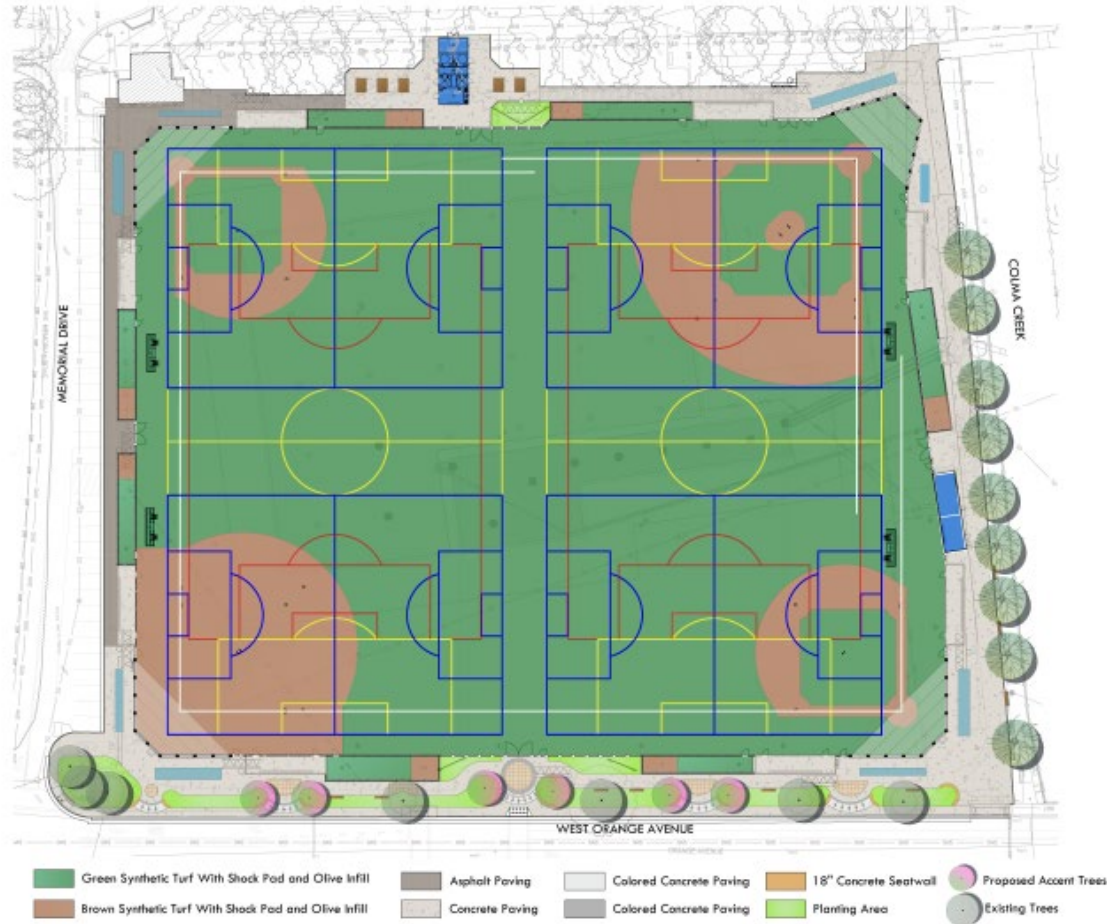 MEMORIAL DRIVE
COLMA CREEK
WEST ORANGE AVENUE
ORANGE AVENUE
Green Synthetic Turf With Shock Pad and Olive Infill
Brown Synthetic Turf With Shock Pad and Olive Infill
Asphalt Paving
Concrete Paving
Colored Concrete Paving
Colored Concrete Paving
18" Concrete Seatwall
Planting Area
Proposed Accent Trees
Existing Trees